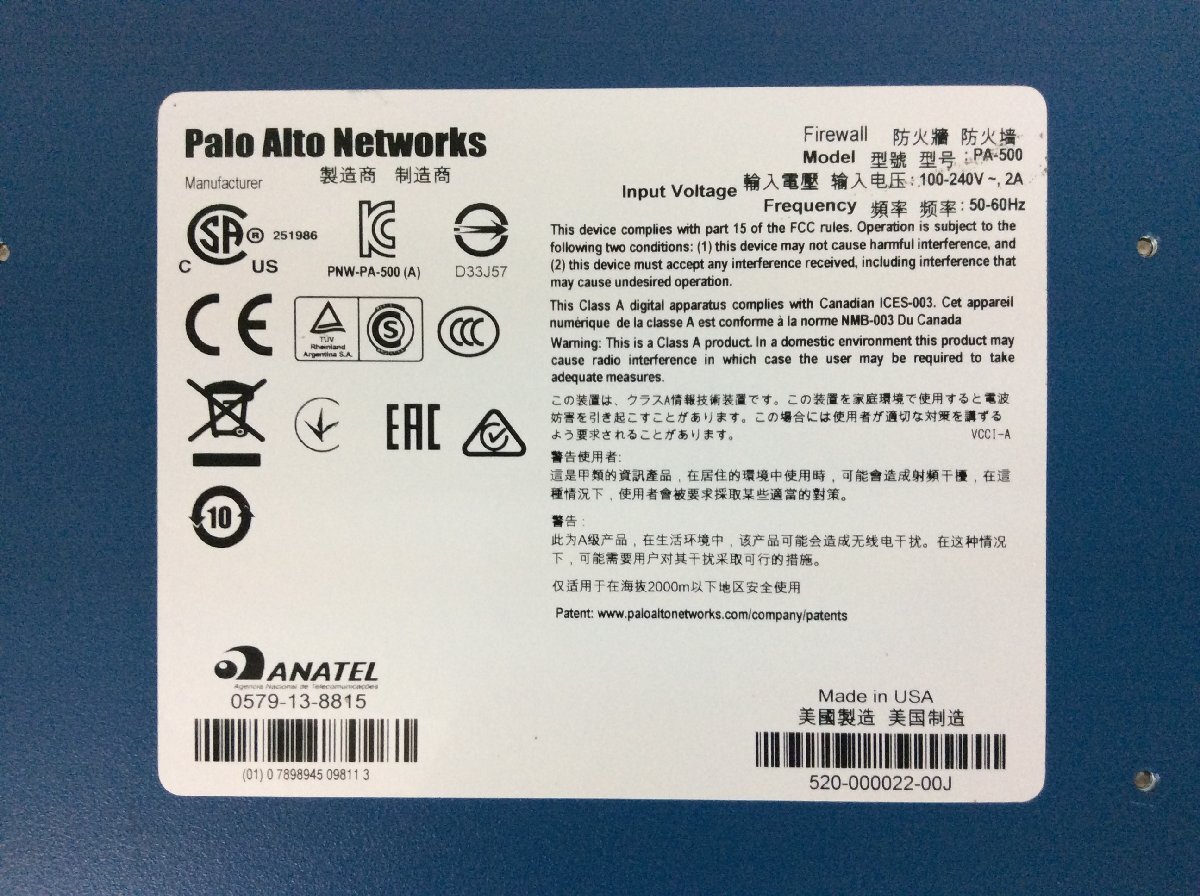 Palo Alto Networks
Manufacturer 製造商 制造商
Firewall 防火牆 防火墙
Model 型號 型号 : PA-500
Input Voltage 輸入電壓 输入电压 : 100-240V ~, 2A
Frequency 頻率 频率 : 50-60Hz
SA ® 251986
C US
KC
PNW-PA-500 (A)
D33J57
CE
TÜV
Rheinland
Argentina S.A.
S
CCC
EAC
10
This device complies with part 15 of the FCC rules. Operation is subject to the
following two conditions: (1) this device may not cause harmful interference, and
(2) this device must accept any interference received, including interference that
may cause undesired operation.
This Class A digital apparatus complies with Canadian ICES-003. Cet appareil
numérique de la classe A est conforme à la norme NMB-003 Du Canada
Warning: This is a Class A product. In a domestic environment this product may
cause radio interference in which case the user may be required to take
adequate measures.
この装置は、クラスA情報技術装置です。この装置を家庭環境で使用すると電波
妨害を引き起こすことがあります。この場合には使用者が適切な対策を講ずる
よう要求されることがあります。 VCCI-A
警告使用者:
這是甲類的資訊產品，在居住的環境中使用時，可能會造成射頻干擾，在這
種情況下，使用者會被要求採取某些適當的對策。
警告：
此为A级产品，在生活环境中，该产品可能会造成无线电干扰。在这种情况
下，可能需要用户对其干扰采取可行的措施。
仅适用于在海拔2000m以下地区安全使用
Patent: www.paloaltonetworks.com/company/patents
ANATEL
Agência Nacional de Telecomunicações
0579-13-8815
(01) 0 7898945 09811 3
Made in USA
美國製造 美国制造
520-000022-00J